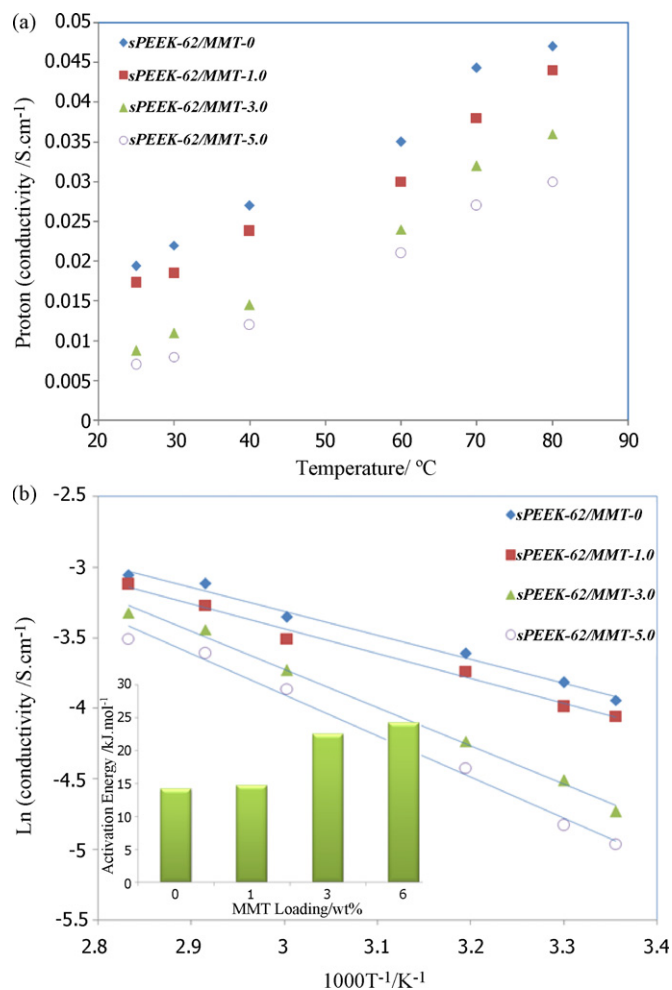 (a)
0.05
0.045
0.04
0.035
0.03
0.025
0.02
0.015
0.01
0.005
0
Proton (conductivity /S.cm⁻¹)
sPEEK-62/MMT-0
sPEEK-62/MMT-1.0
sPEEK-62/MMT-3.0
sPEEK-62/MMT-5.0
20 30 40 50 60 70 80 90
Temperature/ ºC
(b)
-2.5
-3
-3.5
-4
-4.5
-5
-5.5
Ln (conductivity /S.cm⁻¹)
sPEEK-62/MMT-0
sPEEK-62/MMT-1.0
sPEEK-62/MMT-3.0
sPEEK-62/MMT-5.0
30
25
20
15
10
5
0
Activation Energy /kJ.mol⁻¹
0 1 3 6
MMT Loading/wt%
2.8 2.9 3 3.1 3.2 3.3 3.4
1000T⁻¹/K⁻¹